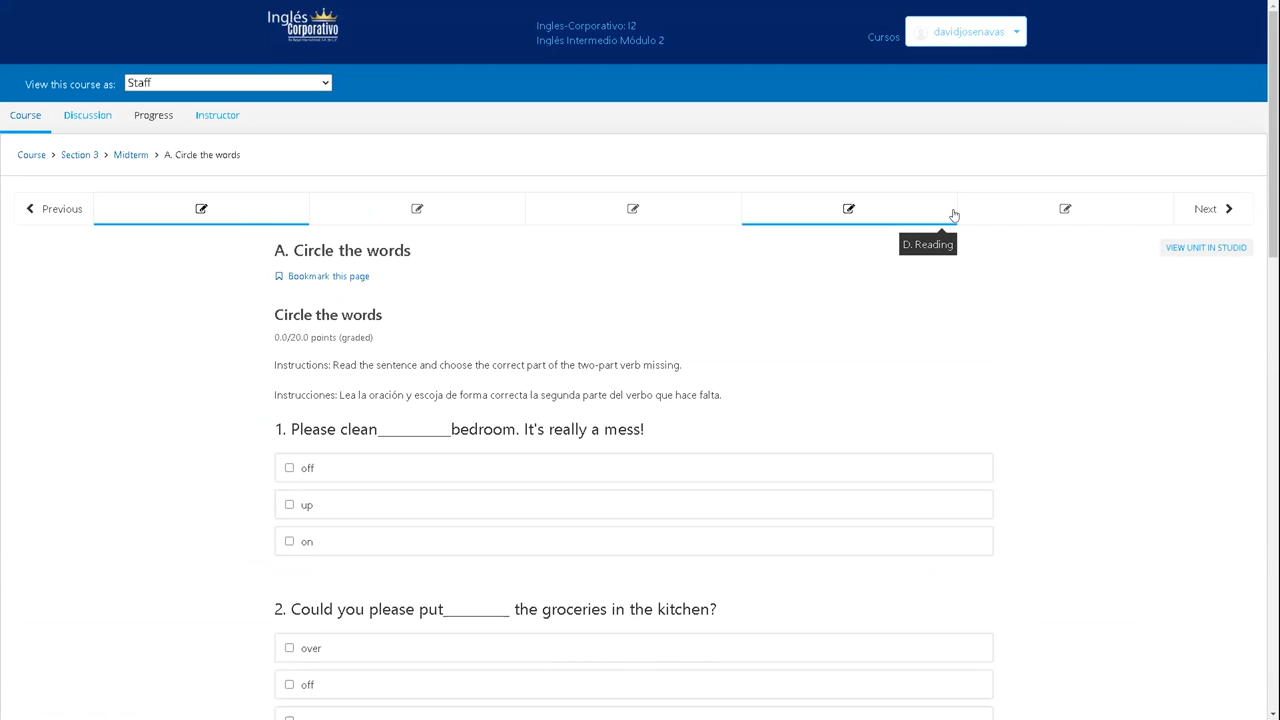 Inglés
Corporativo
Ingles-Corporativo: I2
Inglés Intermedio Módulo 2
Cursos
davidjosenavas
View this course as:
Staff
Course
Discussion
Progress
Instructor
Course > Section 3 > Midterm > A. Circle the words
Previous
Next
D. Reading
A. Circle the words
VIEW UNIT IN STUDIO
Bookmark this page
Circle the words
0.0/20.0 points (graded)
Instructions: Read the sentence and choose the correct part of the two-part verb missing.
Instrucciones: Lea la oración y escoja de forma correcta la segunda parte del verbo que hace falta.
1. Please clean__________bedroom. It's really a mess!
off
up
on
2. Could you please put_________ the groceries in the kitchen?
over
off